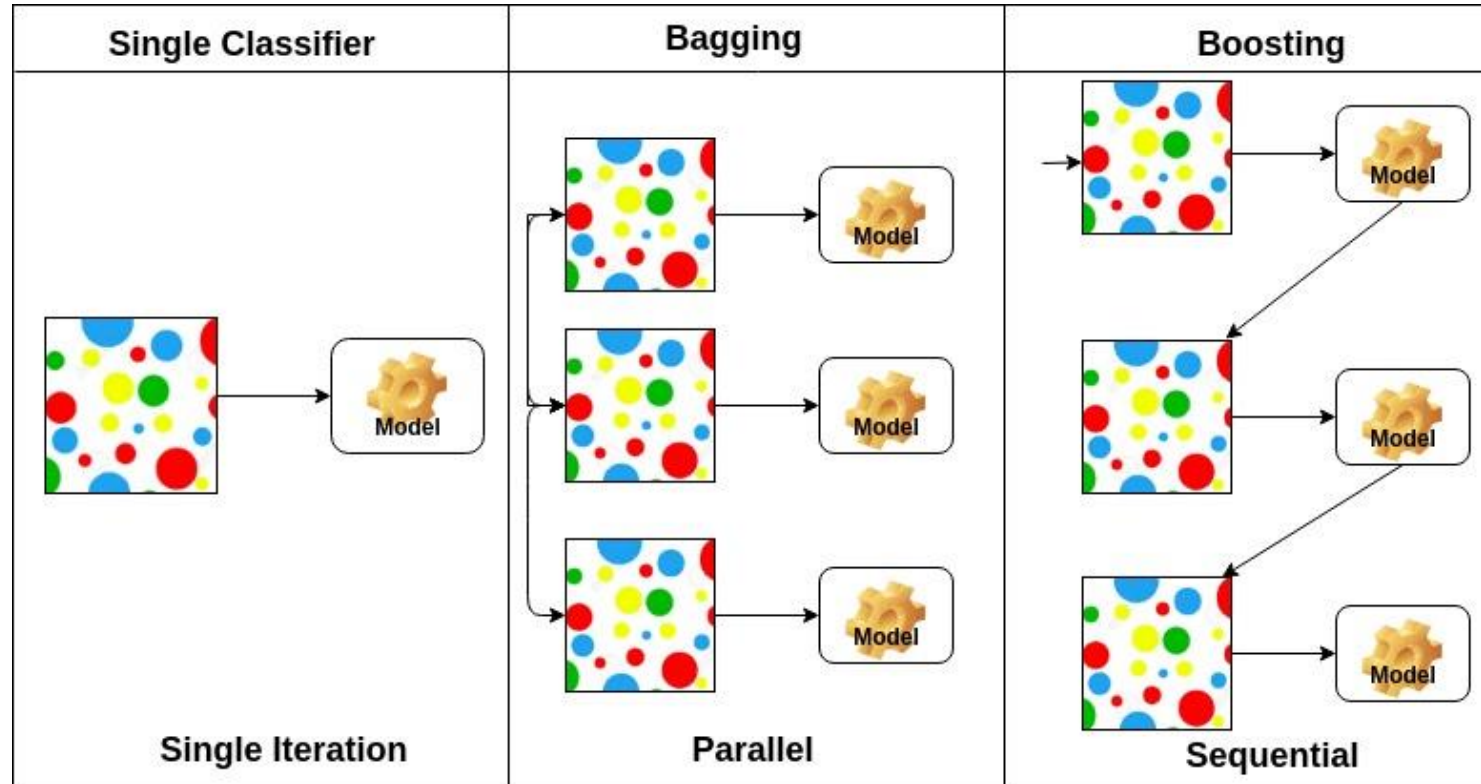 Single Classifier
Bagging
Boosting
Model
Model
Model
Model
Model
Model
Model
Single Iteration
Parallel
Sequential